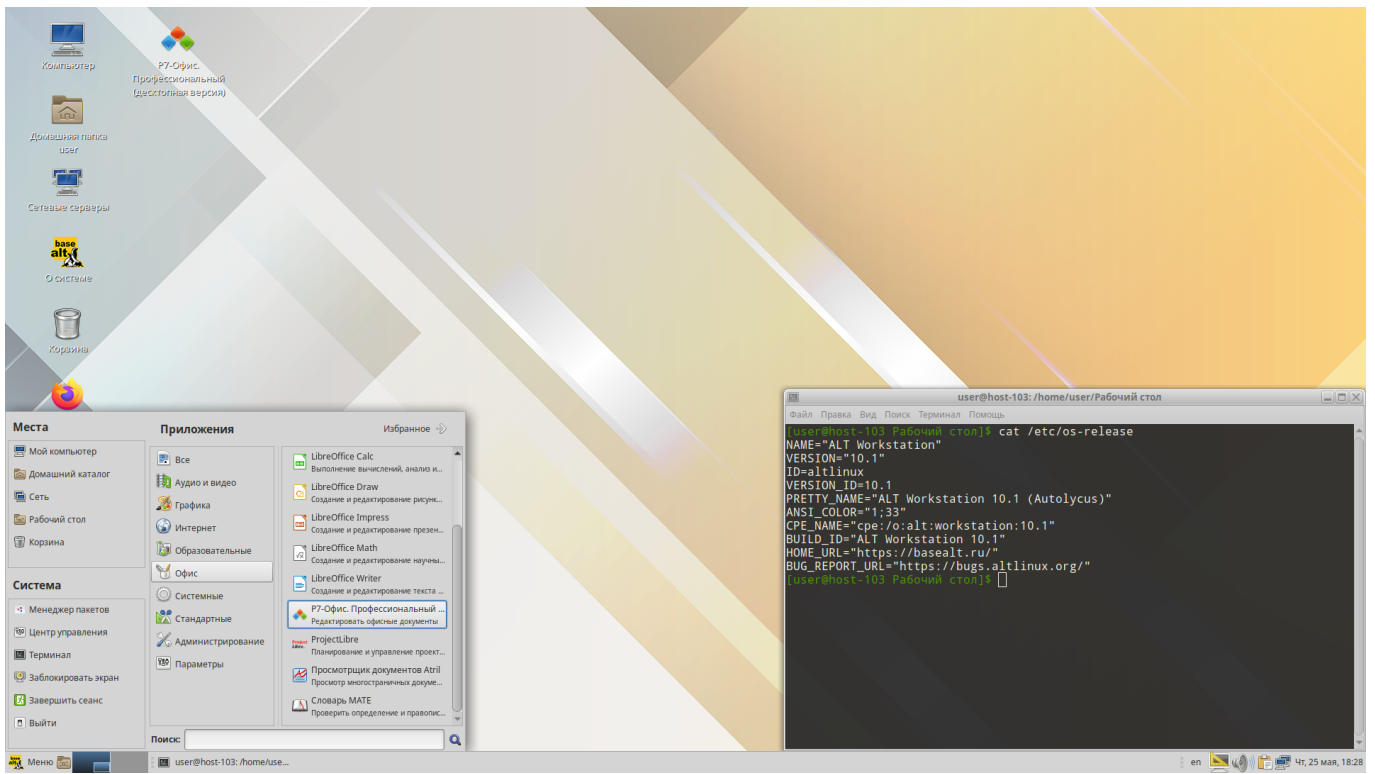 Компьютер
Р7-Офис.
Профессиональный
(десктопная версия)
Домашняя папка
user
Сетевые серверы
base
alt
О системе
Корзина
Места
Мой компьютер
Домашний каталог
Сеть
Рабочий стол
Корзина
Система
Менеджер пакетов
Центр управления
Терминал
Заблокировать экран
Завершить сеанс
Выйти
Приложения
Избранное
Все
Аудио и видео
Графика
Интернет
Образовательные
Офис
Системные
Стандартные
Администрирование
Параметры
LibreOffice Calc
Выполнение вычислений, анализ и...
LibreOffice Draw
Создание и редактирование рисунк...
LibreOffice Impress
Создание и редактирование презен...
LibreOffice Math
Создание и редактирование научны...
LibreOffice Writer
Создание и редактирование текста ...
Р7-Офис. Профессиональный ...
Редактировать офисные документы
ProjectLibre
Планирование и управление проект...
Просмотрщик документов Atril
Просмотр многостраничных докуме...
Словарь MATE
Проверить определение и правопис...
Поиск:
user@host-103: /home/user/Рабочий стол
Файл Правка Вид Поиск Терминал Помощь
[user@host-103 Рабочий стол]$ cat /etc/os-release
NAME="ALT Workstation"
VERSION="10.1"
ID=altlinux
VERSION_ID=10.1
PRETTY_NAME="ALT Workstation 10.1 (Autolycus)"
ANSI_COLOR="1;33"
CPE_NAME="cpe:/o:alt:workstation:10.1"
BUILD_ID="ALT Workstation 10.1"
HOME_URL="https://basealt.ru/"
BUG_REPORT_URL="https://bugs.altlinux.org/"
[user@host-103 Рабочий стол]$
Меню
user@host-103: /home/use...
en
Чт, 25 мая, 18:28